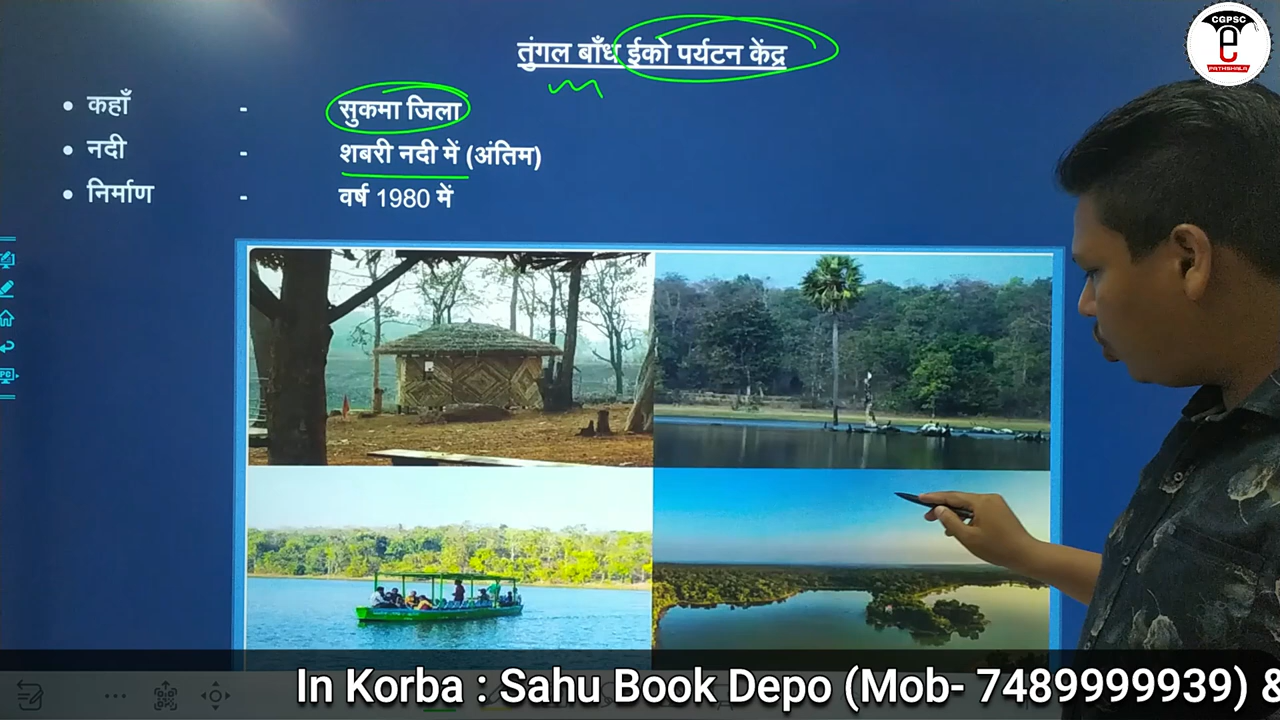 CGPSC
e
PATHSHALA
तुंगल बाँध ईको पर्यटन केंद्र
• कहाँ - सुकमा जिला
• नदी - शबरी नदी में (अंतिम)
• निर्माण - वर्ष 1980 में
PC
In Korba : Sahu Book Depo (Mob- 7489999939) &